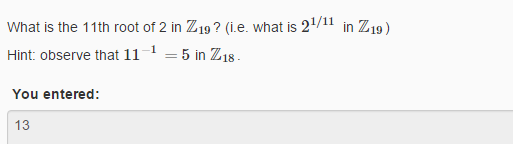 What is the 11th root of 2 in ℤ₁₉? (i.e. what is 2^{1/11} in ℤ₁₉)
Hint: observe that 11^{-1} = 5 in ℤ₁₈.
You entered:
13